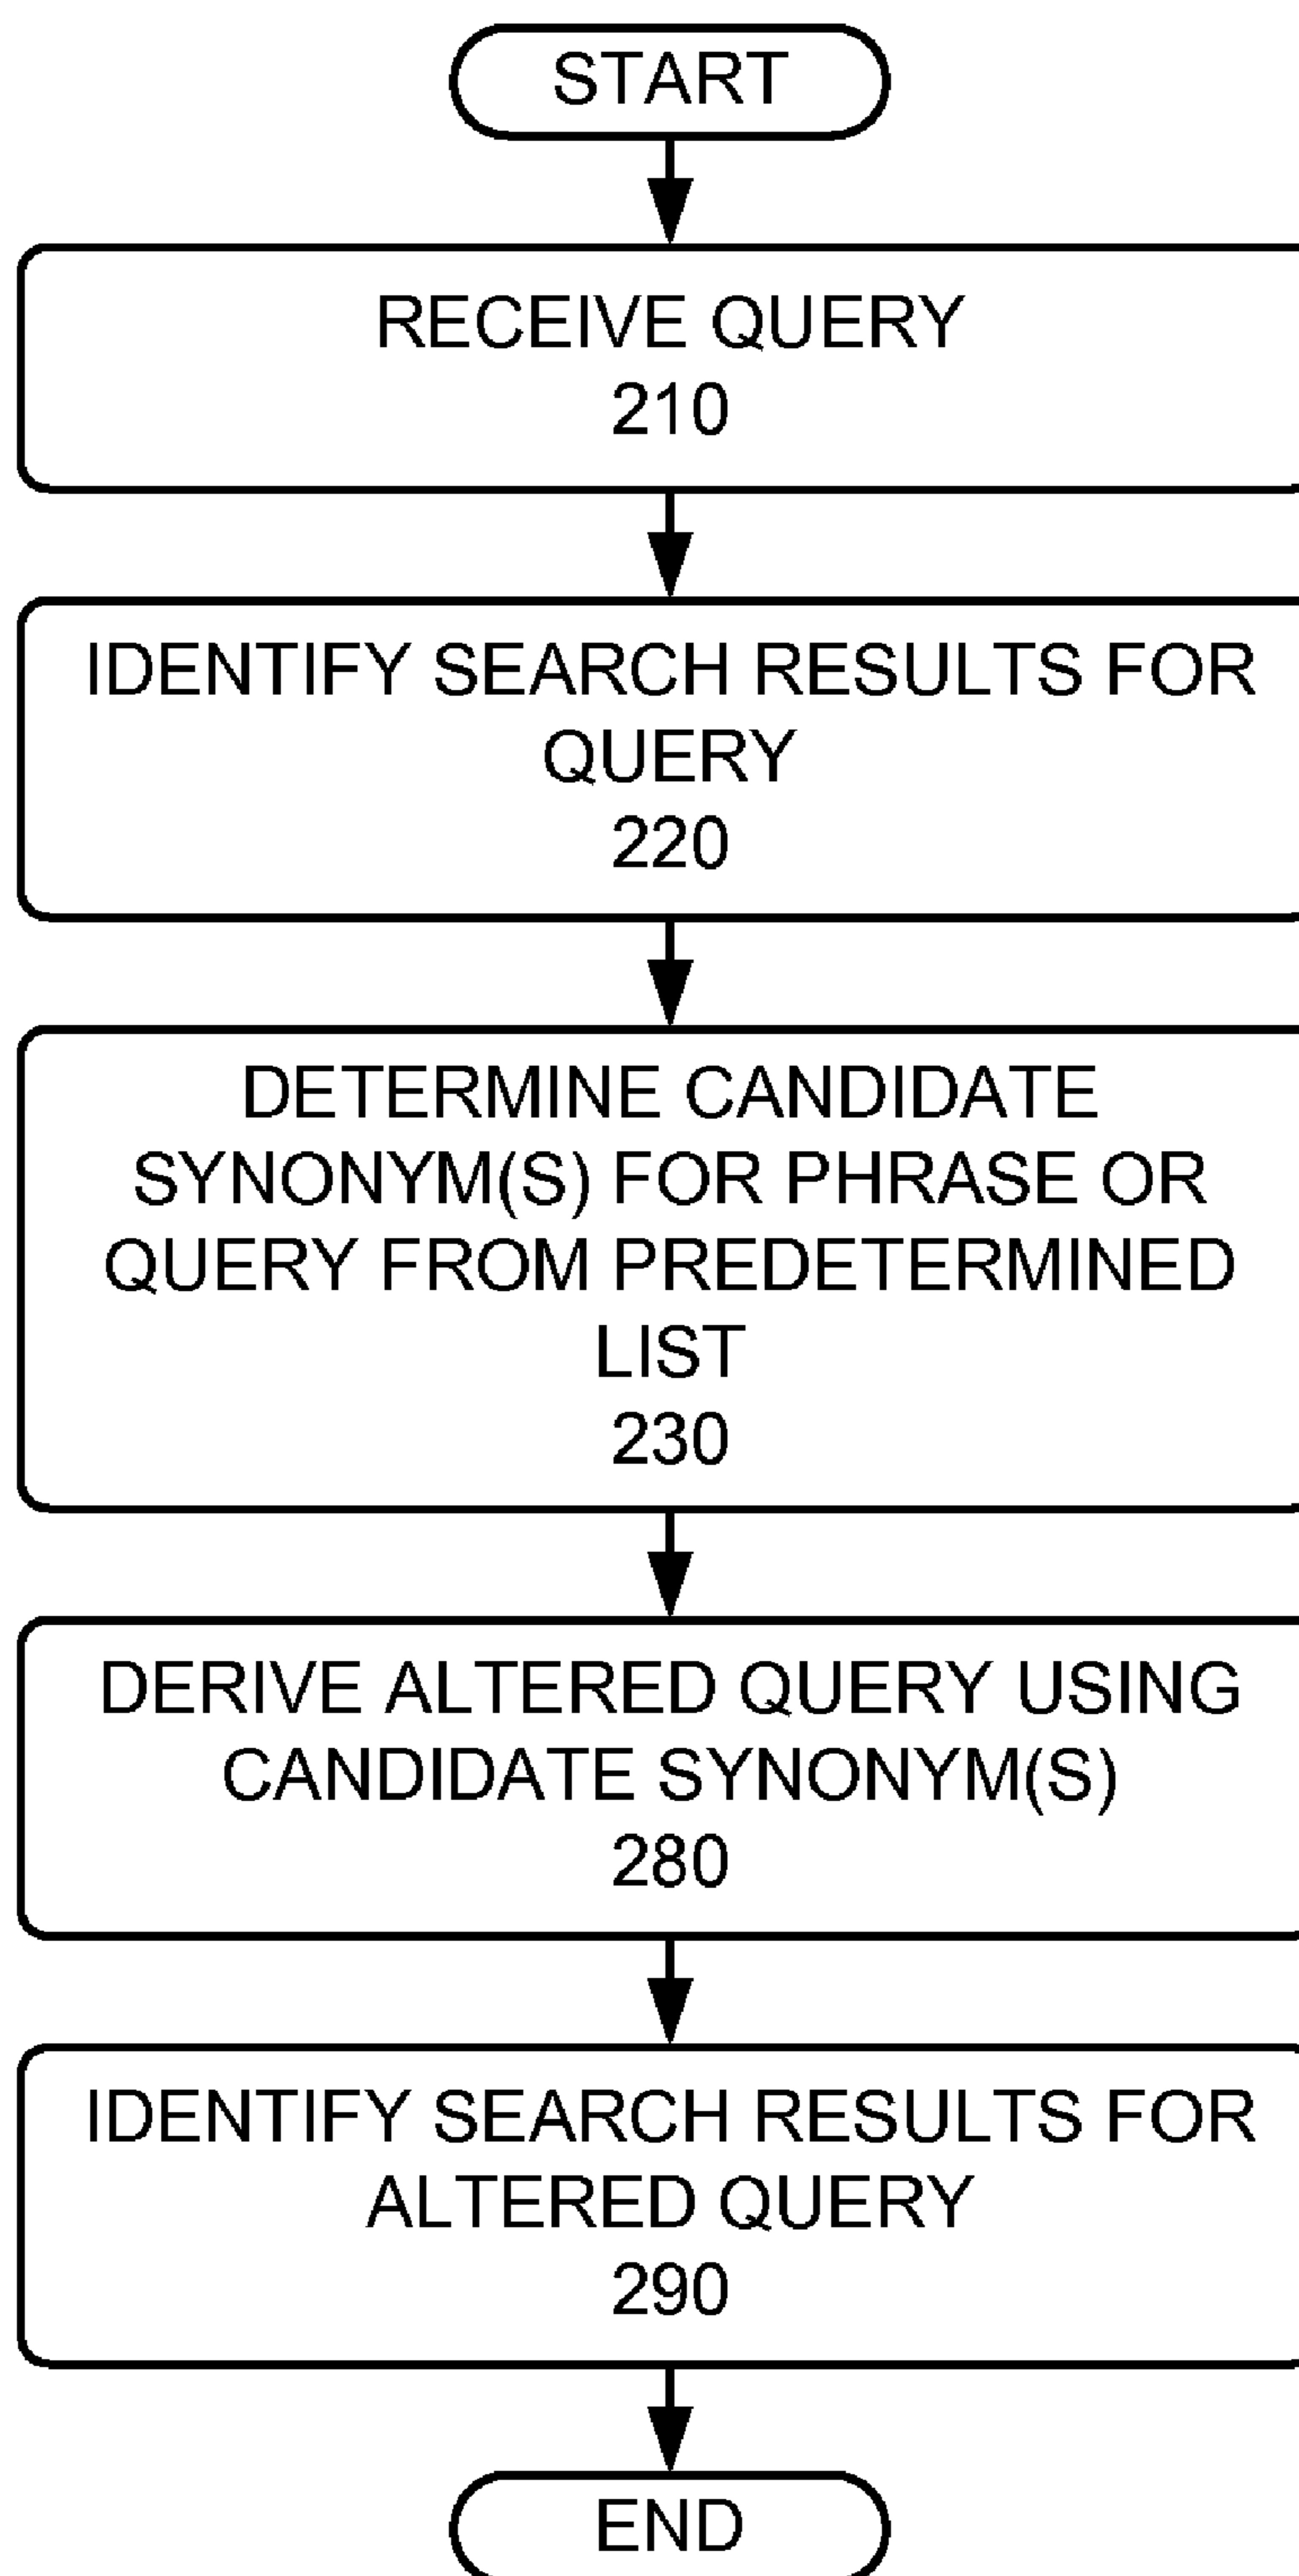 START
RECEIVE QUERY
210
IDENTIFY SEARCH RESULTS FOR
QUERY
220
DETERMINE CANDIDATE
SYNONYM(S) FOR PHRASE OR
QUERY FROM PREDETERMINED
LIST
230
DERIVE ALTERED QUERY USING
CANDIDATE SYNONYM(S)
280
IDENTIFY SEARCH RESULTS FOR
ALTERED QUERY
290
END